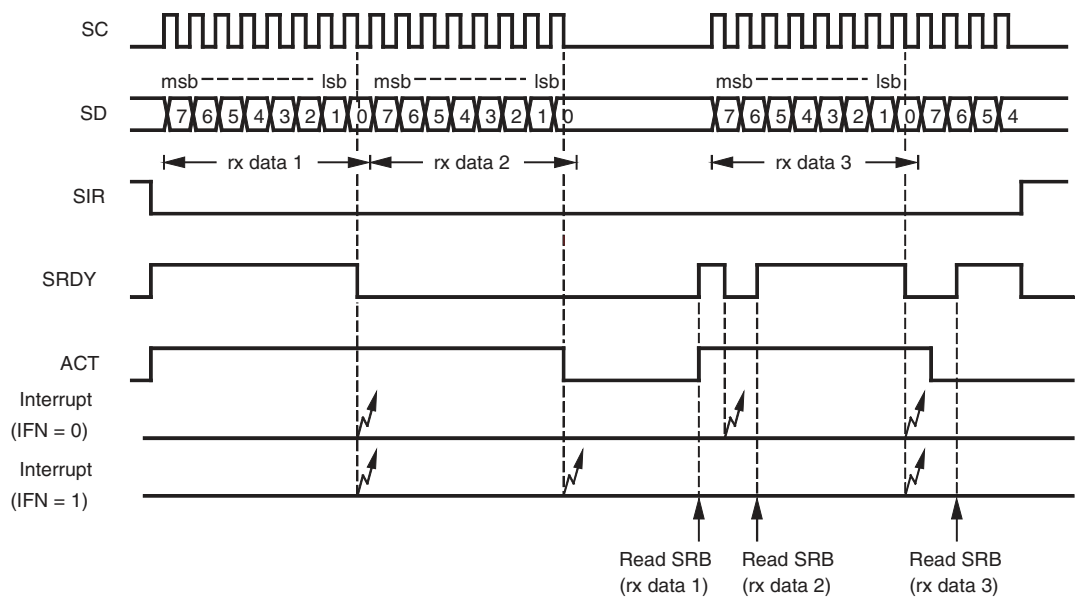 SC
msb lsb msb lsb msb lsb
SD 7 6 5 4 3 2 1 0 7 6 5 4 3 2 1 0 7 6 5 4 3 2 1 0 7 6 5 4
rx data 1 rx data 2 rx data 3
SIR
SRDY
ACT
Interrupt
(IFN = 0)
Interrupt
(IFN = 1)
Read SRB
(rx data 1)
Read SRB
(rx data 2)
Read SRB
(rx data 3)